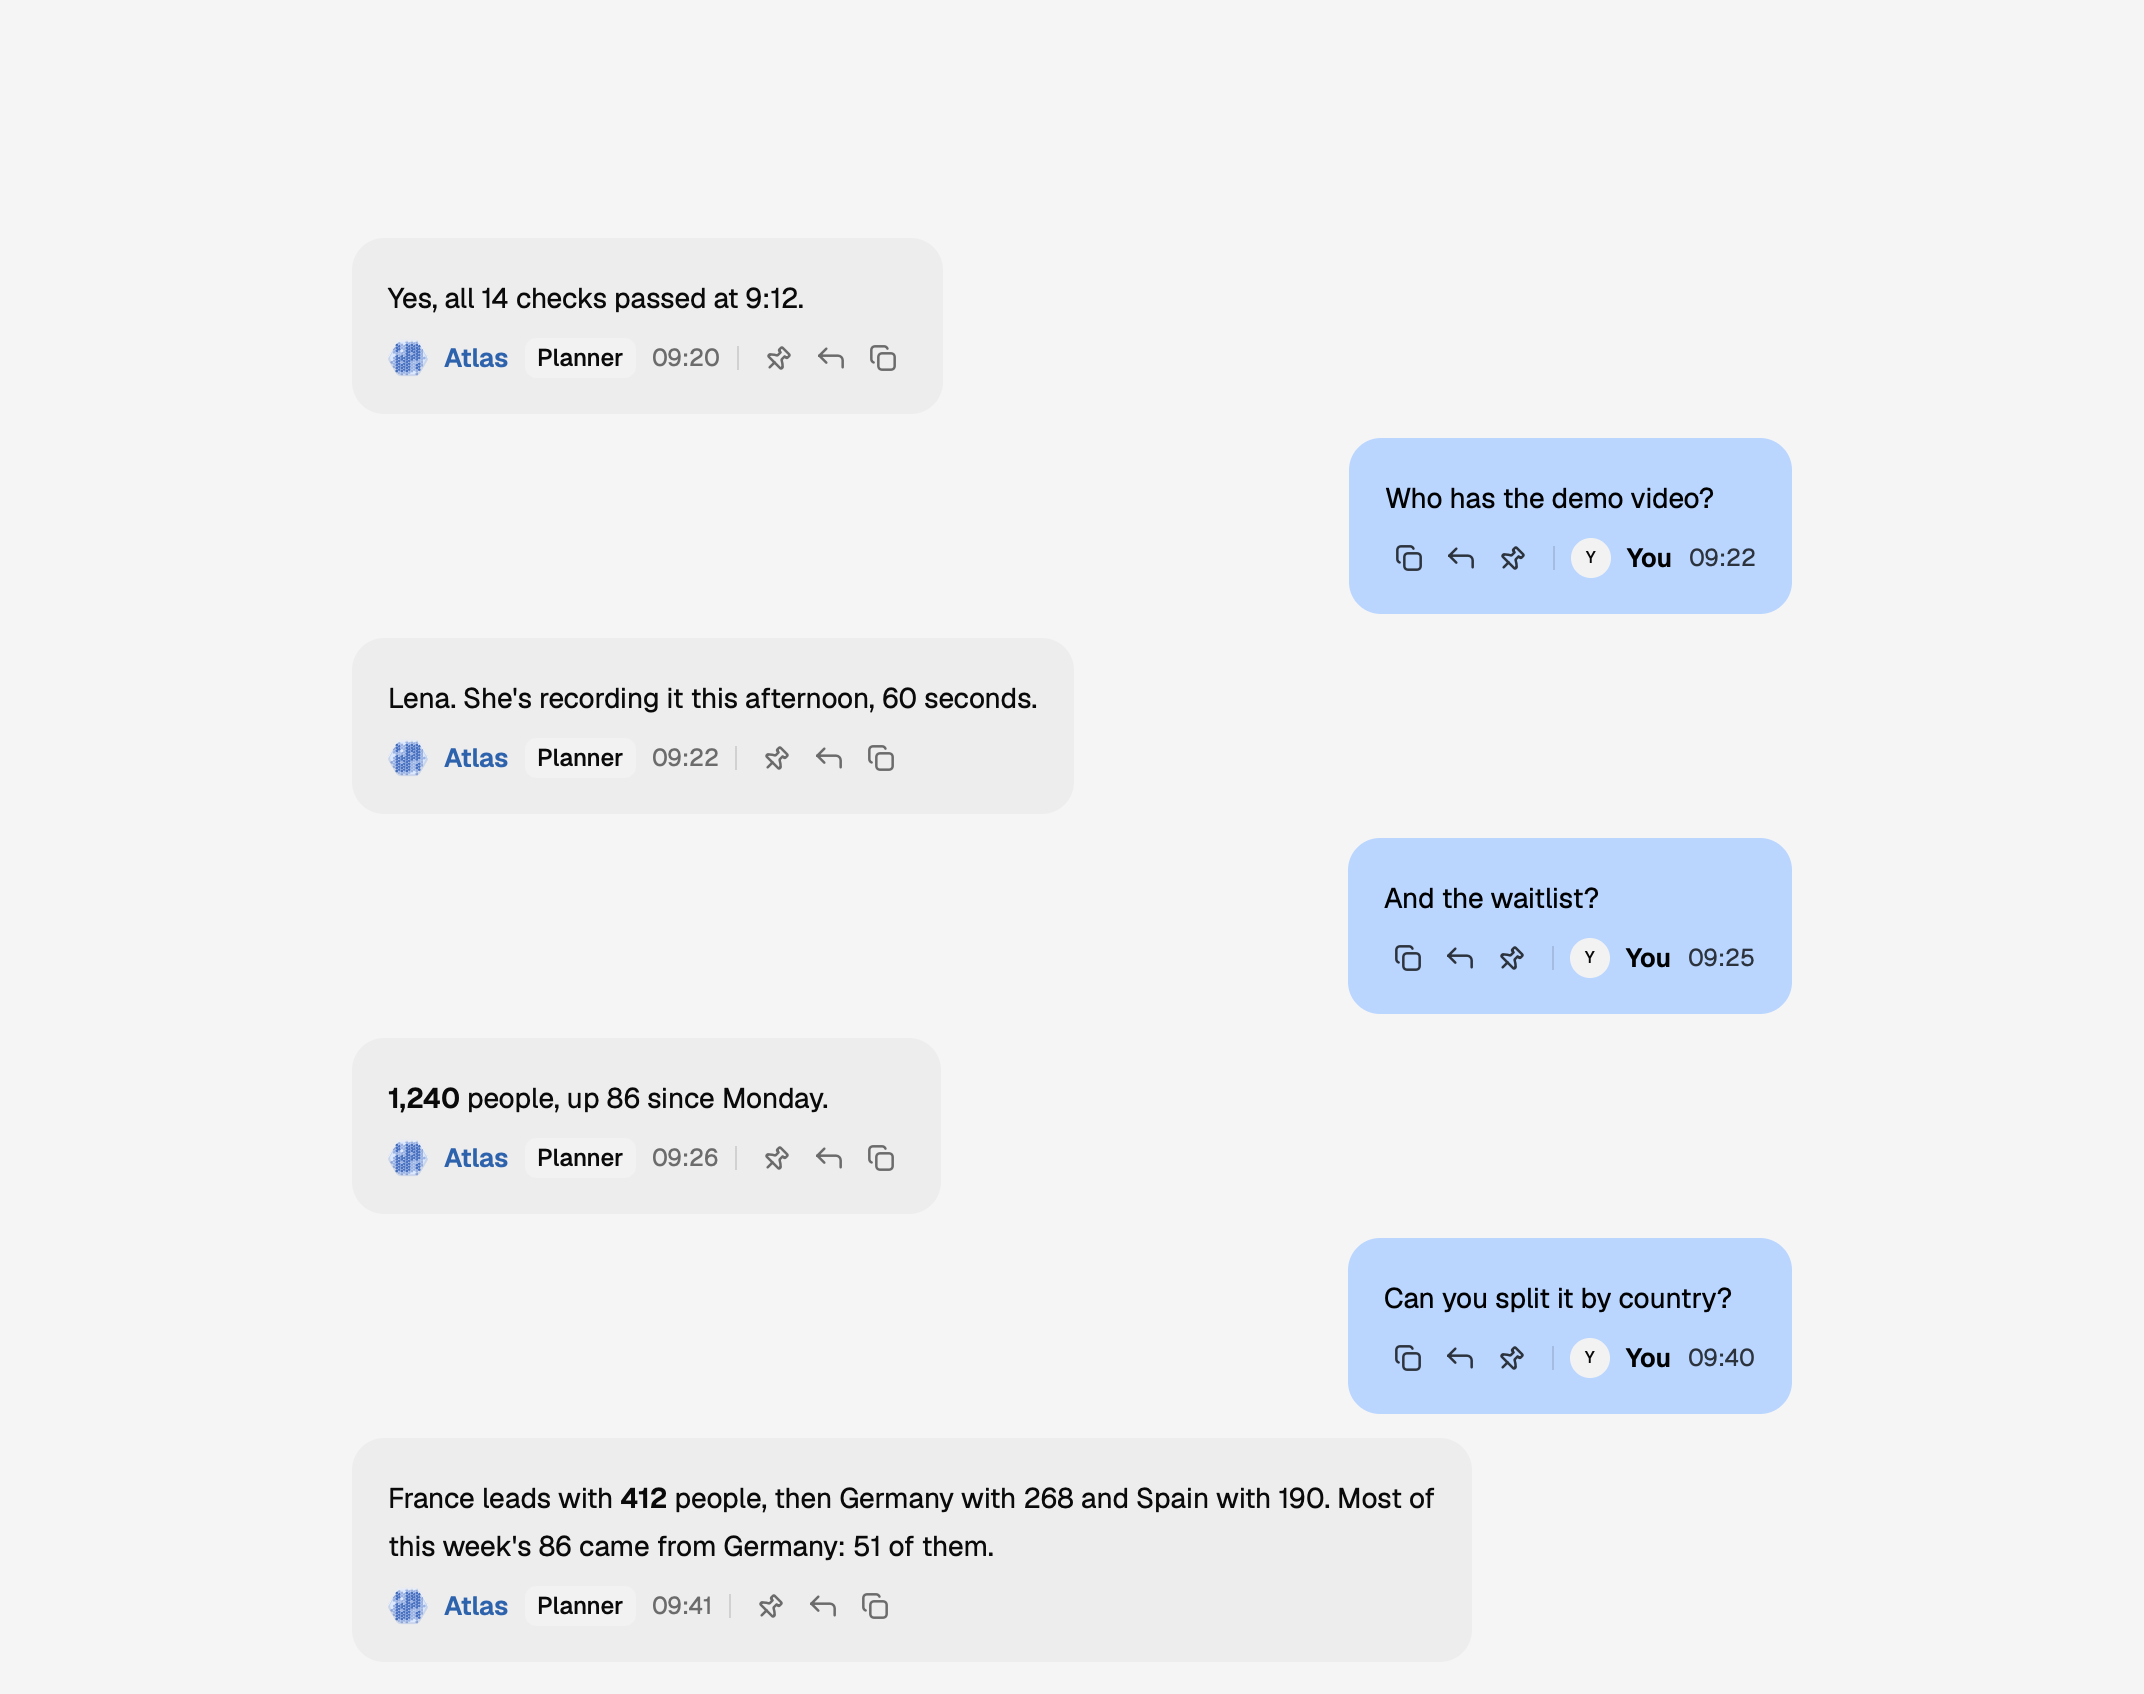 Yes, all 14 checks passed at 9:12.
Atlas Planner 09:20
Who has the demo video?
Y You 09:22
Lena. She's recording it this afternoon, 60 seconds.
Atlas Planner 09:22
And the waitlist?
Y You 09:25
1,240 people, up 86 since Monday.
Atlas Planner 09:26
Can you split it by country?
Y You 09:40
France leads with 412 people, then Germany with 268 and Spain with 190. Most of
this week's 86 came from Germany: 51 of them.
Atlas Planner 09:41